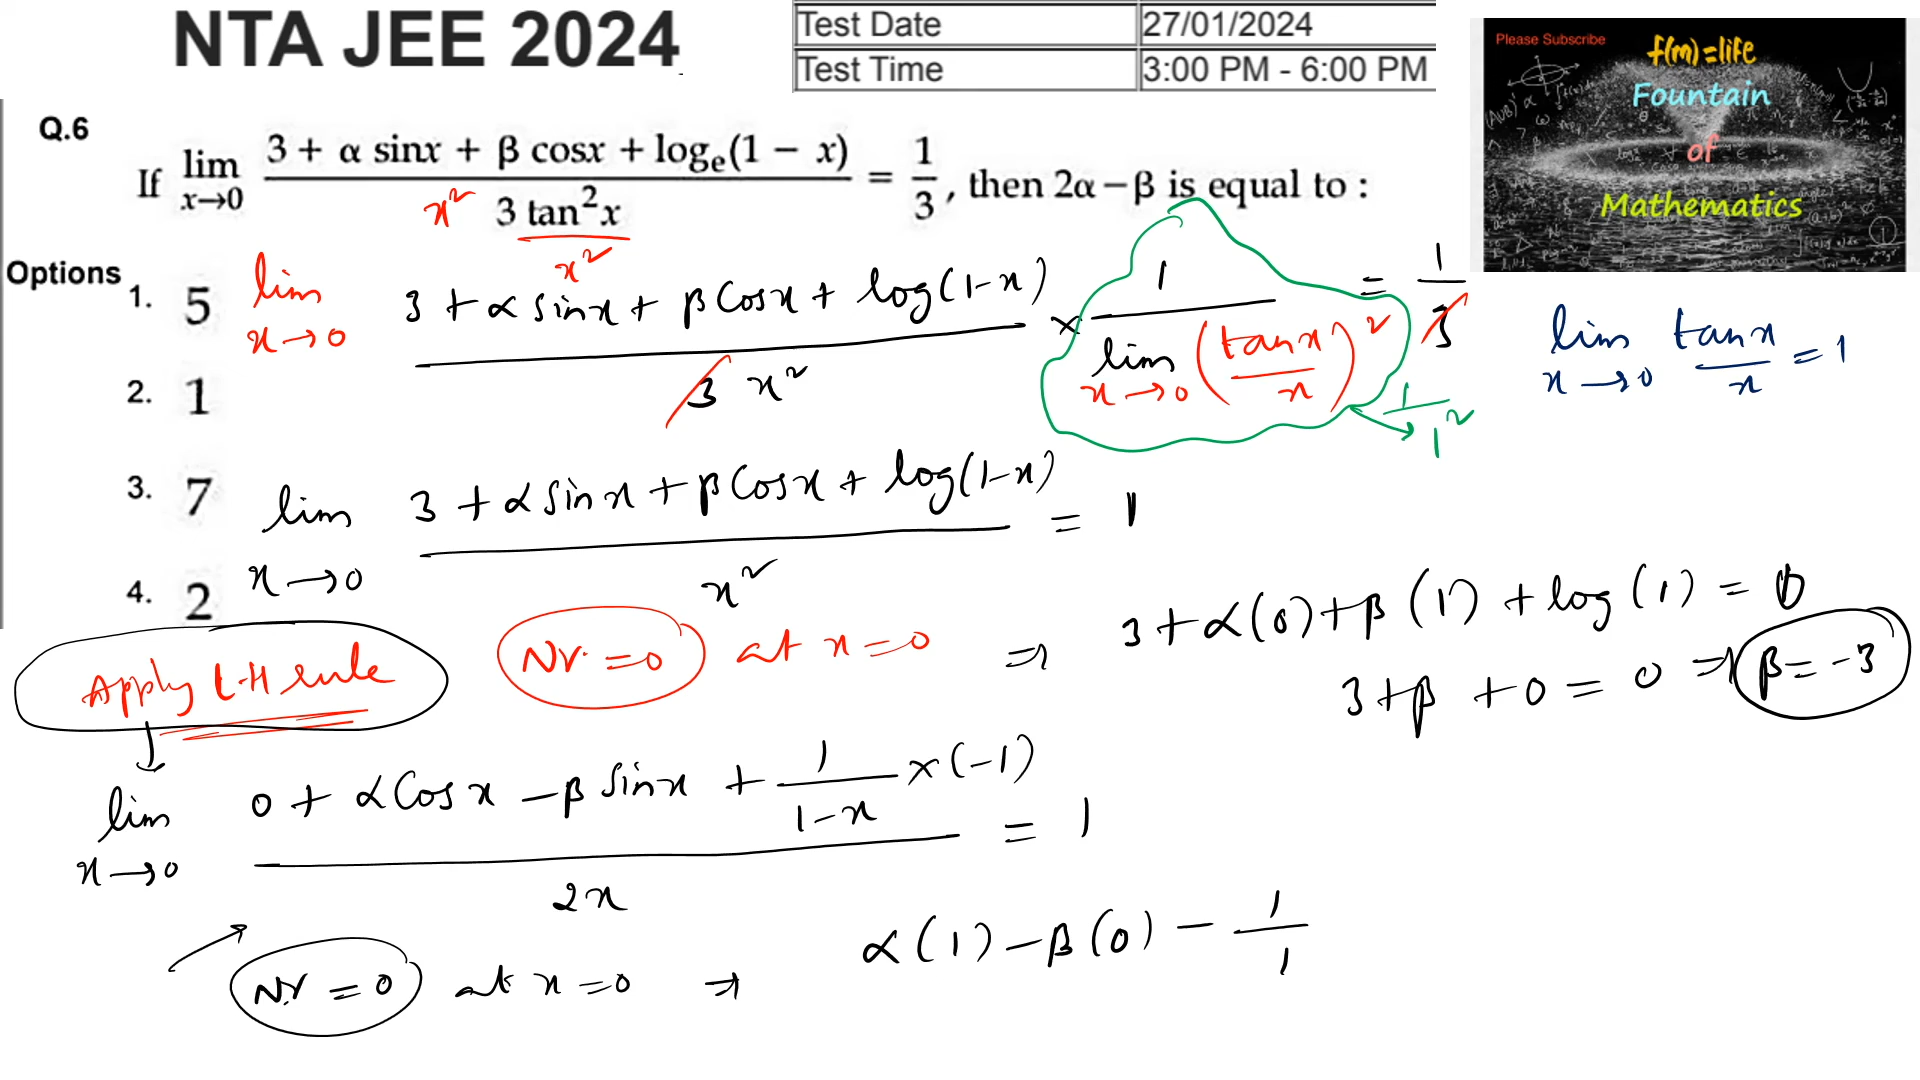 NTA JEE 2024
Test Date 27/01/2024
Test Time 3:00 PM - 6:00 PM
Please Subscribe
f(m)=life
Fountain
of
Mathematics
Q.6
If lim x→0 (3 + α sinx + β cosx + logₑ(1 − x)) / (3 tan²x) = 1/3, then 2α − β is equal to :
x²
x²
Options
1. 5
2. 1
3. 7
4. 2
lim x→0 (3 + α sinx + β Cosx + log(1-x)) / (3 x²) × 1 / (lim x→0 (tanx / x)²) = 1/3
1/1²
lim x→0 tanx / x = 1
lim x→0 (3 + α sinx + β Cosx + log(1-x)) / x² = 1
Nr. = 0 at x = 0 ⇒ 3 + α(0) + β(1) + log(1) = 0
3 + β + 0 = 0 ⇒ β = -3
Apply L-H rule
lim x→0 (0 + α Cosx - β sinx + 1/(1-x) × (-1)) / 2x = 1
Nr = 0 at x = 0 ⇒ α(1) - β(0) - 1/1